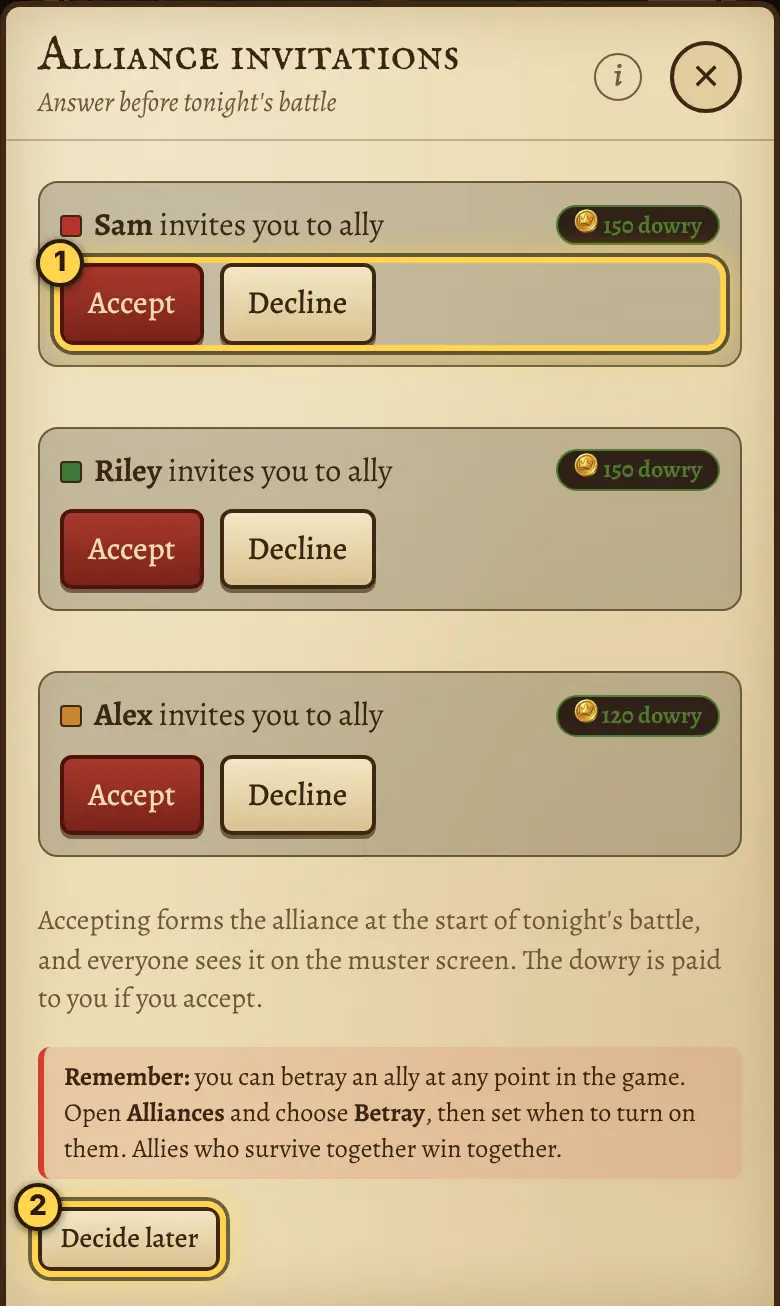 Alliance invitations
Answer before tonight's battle
i
×
Sam invites you to ally
150 dowry
1
Accept
Decline
Riley invites you to ally
150 dowry
Accept
Decline
Alex invites you to ally
120 dowry
Accept
Decline
Accepting forms the alliance at the start of tonight's battle,
and everyone sees it on the muster screen. The dowry is paid
to you if you accept.
Remember: you can betray an ally at any point in the game.
Open Alliances and choose Betray, then set when to turn on
them. Allies who survive together win together.
2
Decide later